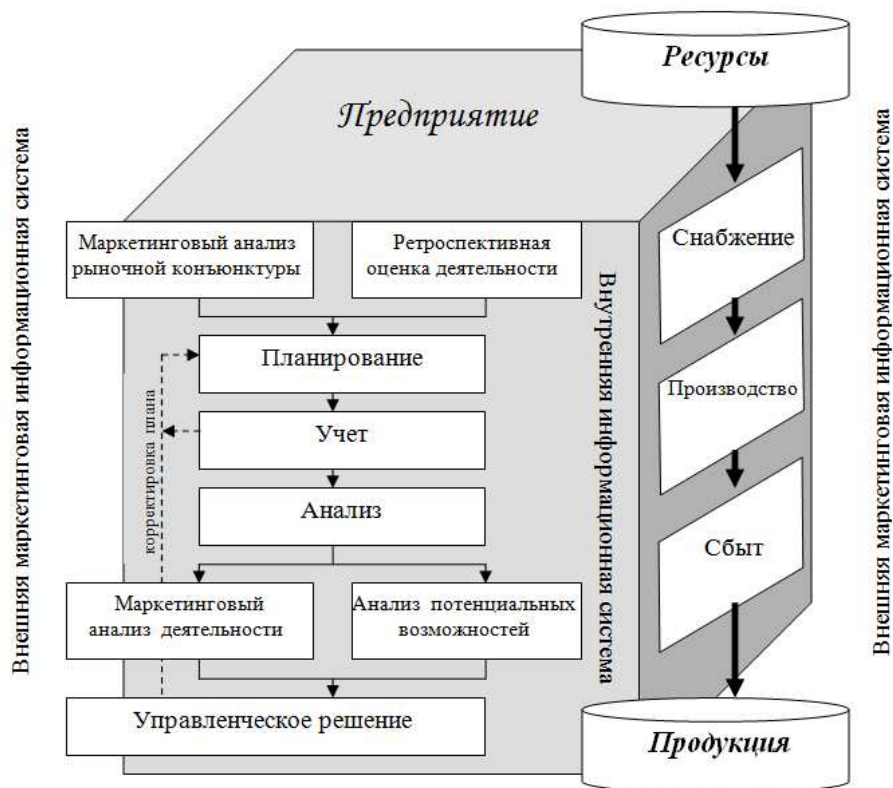 Ресурсы
Предприятие
Внешняя маркетинговая информационная система
Маркетинговый анализ
рыночной конъюнктуры
Ретроспективная
оценка деятельности
Внутренняя информационная система
Снабжение
Внешняя маркетинговая информационная система
Планирование
Производство
корректировка плана
Учет
Анализ
Сбыт
Маркетинговый
анализ деятельности
Анализ потенциальных
возможностей
Управленческое решение
Продукция